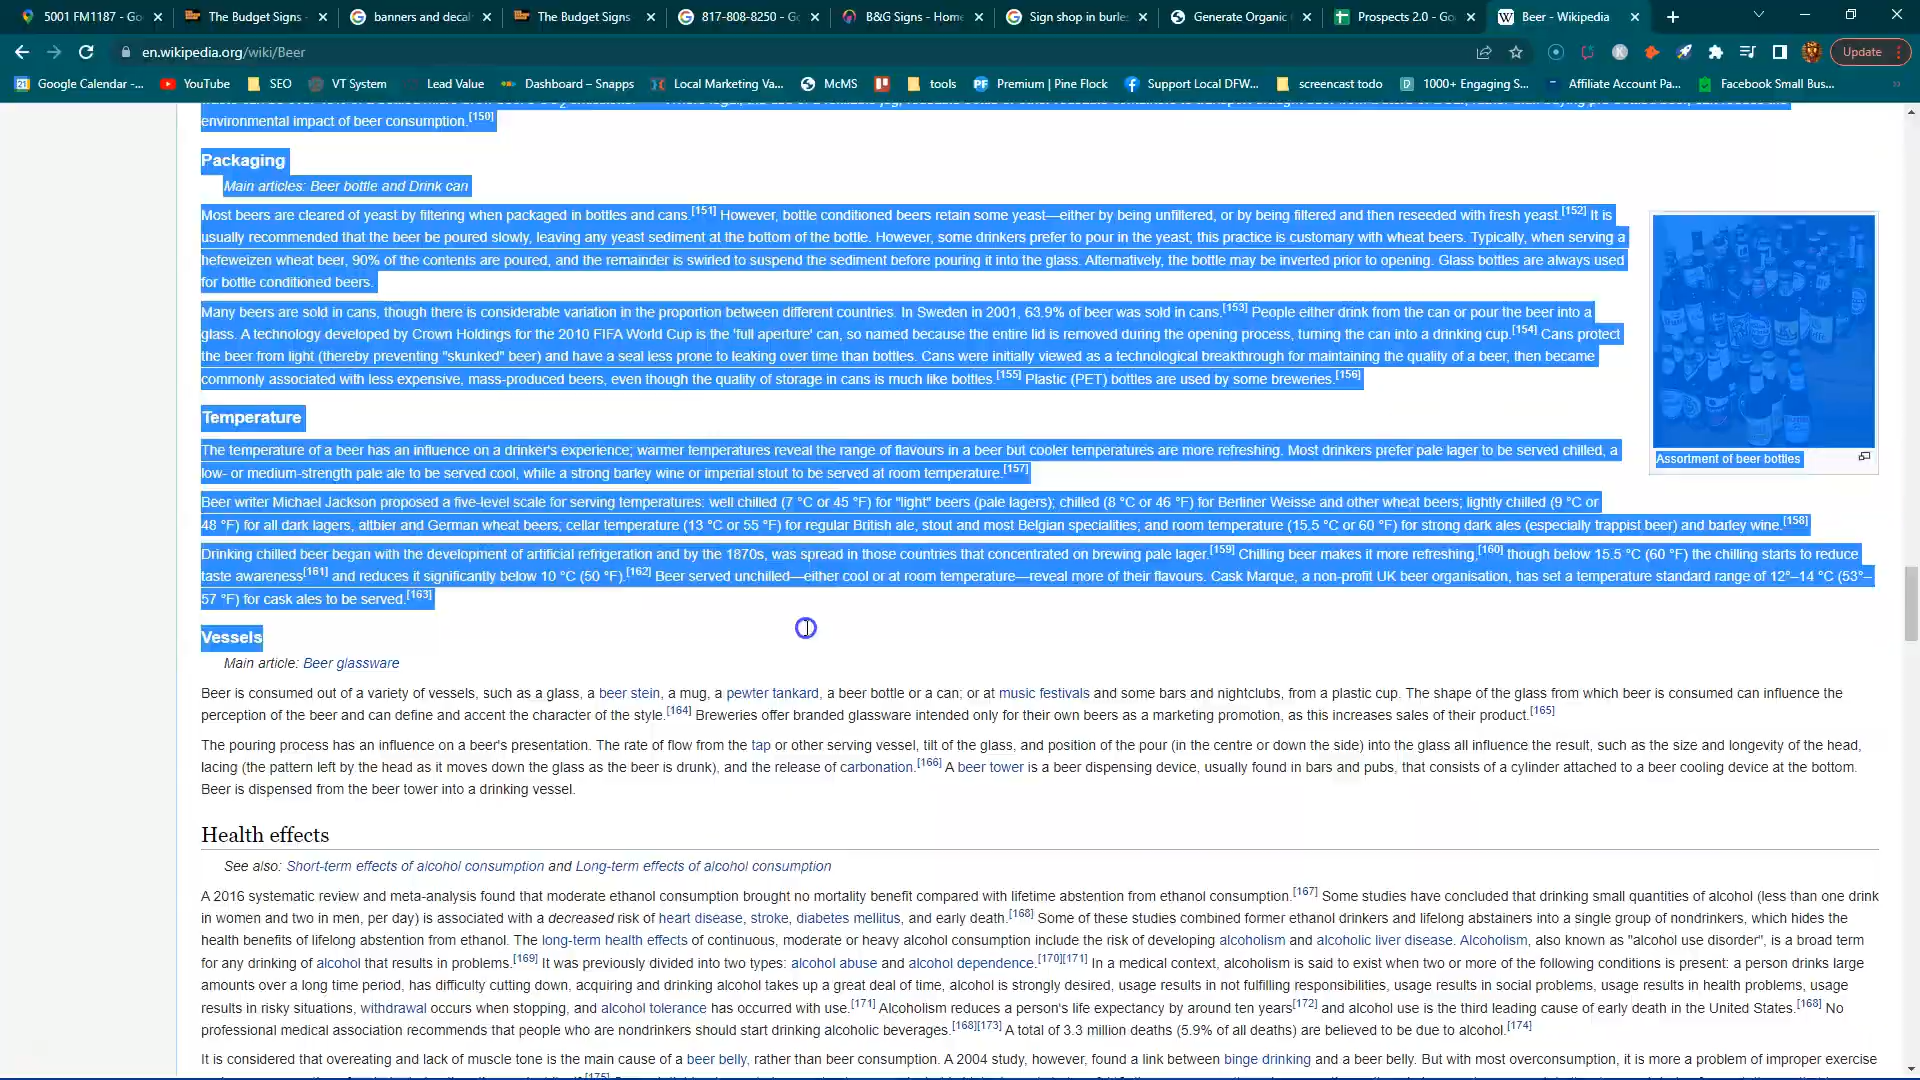 5001 FM1187 - Go
The Budget Signs -
banners and decal
The Budget Signs
817-808-8250 - Go
B&G Signs - Home
Sign shop in burle
Generate Organic
Prospects 2.0 - Go
Beer - Wikipedia
en.wikipedia.org/wiki/Beer
Update
Google Calendar -...
YouTube
SEO
VT System
Lead Value
Dashboard – Snapps
Local Marketing Va...
McMS
tools
Premium | Pine Flock
Support Local DFW...
screencast todo
1000+ Engaging S...
Affiliate Account Pa...
Facebook Small Bus...
environmental impact of beer consumption.[150]
Packaging
Main articles: Beer bottle and Drink can
Most beers are cleared of yeast by filtering when packaged in bottles and cans.[151] However, bottle conditioned beers retain some yeast—either by being unfiltered, or by being filtered and then reseeded with fresh yeast.[152] It is
usually recommended that the beer be poured slowly, leaving any yeast sediment at the bottom of the bottle. However, some drinkers prefer to pour in the yeast; this practice is customary with wheat beers. Typically, when serving a
hefeweizen wheat beer, 90% of the contents are poured, and the remainder is swirled to suspend the sediment before pouring it into the glass. Alternatively, the bottle may be inverted prior to opening. Glass bottles are always used
for bottle conditioned beers.
Many beers are sold in cans, though there is considerable variation in the proportion between different countries. In Sweden in 2001, 63.9% of beer was sold in cans.[153] People either drink from the can or pour the beer into a
glass. A technology developed by Crown Holdings for the 2010 FIFA World Cup is the 'full aperture' can, so named because the entire lid is removed during the opening process, turning the can into a drinking cup.[154] Cans protect
the beer from light (thereby preventing "skunked" beer) and have a seal less prone to leaking over time than bottles. Cans were initially viewed as a technological breakthrough for maintaining the quality of a beer, then became
commonly associated with less expensive, mass-produced beers, even though the quality of storage in cans is much like bottles.[155] Plastic (PET) bottles are used by some breweries.[156]
Assortment of beer bottles
Temperature
The temperature of a beer has an influence on a drinker's experience; warmer temperatures reveal the range of flavours in a beer but cooler temperatures are more refreshing. Most drinkers prefer pale lager to be served chilled, a
low- or medium-strength pale ale to be served cool, while a strong barley wine or imperial stout to be served at room temperature.[157]
Beer writer Michael Jackson proposed a five-level scale for serving temperatures: well chilled (7 °C or 45 °F) for "light" beers (pale lagers); chilled (8 °C or 46 °F) for Berliner Weisse and other wheat beers; lightly chilled (9 °C or
48 °F) for all dark lagers, altbier and German wheat beers; cellar temperature (13 °C or 55 °F) for regular British ale, stout and most Belgian specialities; and room temperature (15.5 °C or 60 °F) for strong dark ales (especially trappist beer) and barley wine.[158]
Drinking chilled beer began with the development of artificial refrigeration and by the 1870s, was spread in those countries that concentrated on brewing pale lager.[159] Chilling beer makes it more refreshing,[160] though below 15.5 °C (60 °F) the chilling starts to reduce
taste awareness[161] and reduces it significantly below 10 °C (50 °F).[162] Beer served unchilled—either cool or at room temperature—reveal more of their flavours. Cask Marque, a non-profit UK beer organisation, has set a temperature standard range of 12°–14 °C (53°–
57 °F) for cask ales to be served.[163]
Vessels
Main article: Beer glassware
Beer is consumed out of a variety of vessels, such as a glass, a beer stein, a mug, a pewter tankard, a beer bottle or a can; or at music festivals and some bars and nightclubs, from a plastic cup. The shape of the glass from which beer is consumed can influence the
perception of the beer and can define and accent the character of the style.[164] Breweries offer branded glassware intended only for their own beers as a marketing promotion, as this increases sales of their product.[165]
The pouring process has an influence on a beer's presentation. The rate of flow from the tap or other serving vessel, tilt of the glass, and position of the pour (in the centre or down the side) into the glass all influence the result, such as the size and longevity of the head,
lacing (the pattern left by the head as it moves down the glass as the beer is drunk), and the release of carbonation.[166] A beer tower is a beer dispensing device, usually found in bars and pubs, that consists of a cylinder attached to a beer cooling device at the bottom.
Beer is dispensed from the beer tower into a drinking vessel.
Health effects
See also: Short-term effects of alcohol consumption and Long-term effects of alcohol consumption
A 2016 systematic review and meta-analysis found that moderate ethanol consumption brought no mortality benefit compared with lifetime abstention from ethanol consumption.[167] Some studies have concluded that drinking small quantities of alcohol (less than one drink
in women and two in men, per day) is associated with a decreased risk of heart disease, stroke, diabetes mellitus, and early death.[168] Some of these studies combined former ethanol drinkers and lifelong abstainers into a single group of nondrinkers, which hides the
health benefits of lifelong abstention from ethanol. The long-term health effects of continuous, moderate or heavy alcohol consumption include the risk of developing alcoholism and alcoholic liver disease. Alcoholism, also known as "alcohol use disorder", is a broad term
for any drinking of alcohol that results in problems.[169] It was previously divided into two types: alcohol abuse and alcohol dependence.[170][171] In a medical context, alcoholism is said to exist when two or more of the following conditions is present: a person drinks large
amounts over a long time period, has difficulty cutting down, acquiring and drinking alcohol takes up a great deal of time, alcohol is strongly desired, usage results in not fulfilling responsibilities, usage results in social problems, usage results in health problems, usage
results in risky situations, withdrawal occurs when stopping, and alcohol tolerance has occurred with use.[171] Alcoholism reduces a person's life expectancy by around ten years[172] and alcohol use is the third leading cause of early death in the United States.[168] No
professional medical association recommends that people who are nondrinkers should start drinking alcoholic beverages.[168][173] A total of 3.3 million deaths (5.9% of all deaths) are believed to be due to alcohol.[174]
It is considered that overeating and lack of muscle tone is the main cause of a beer belly, rather than beer consumption. A 2004 study, however, found a link between binge drinking and a beer belly. But with most overconsumption, it is more a problem of improper exercise
[175]